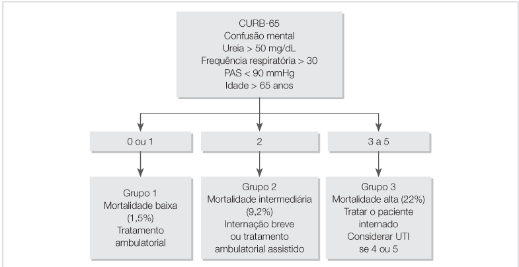 CURB-65
Confusão mental
Ureia > 50 mg/dL
Frequência respiratória > 30
PAS < 90 mmHg
Idade > 65 anos
0 ou 1
2
3 a 5
Grupo 1
Mortalidade baixa
(1,5%)
Tratamento
ambulatorial
Grupo 2
Mortalidade intermediária
(9,2%)
Internação breve
ou tratamento
ambulatorial assistido
Grupo 3
Mortalidade alta (22%)
Tratar o paciente
internado
Considerar UTI
se 4 ou 5